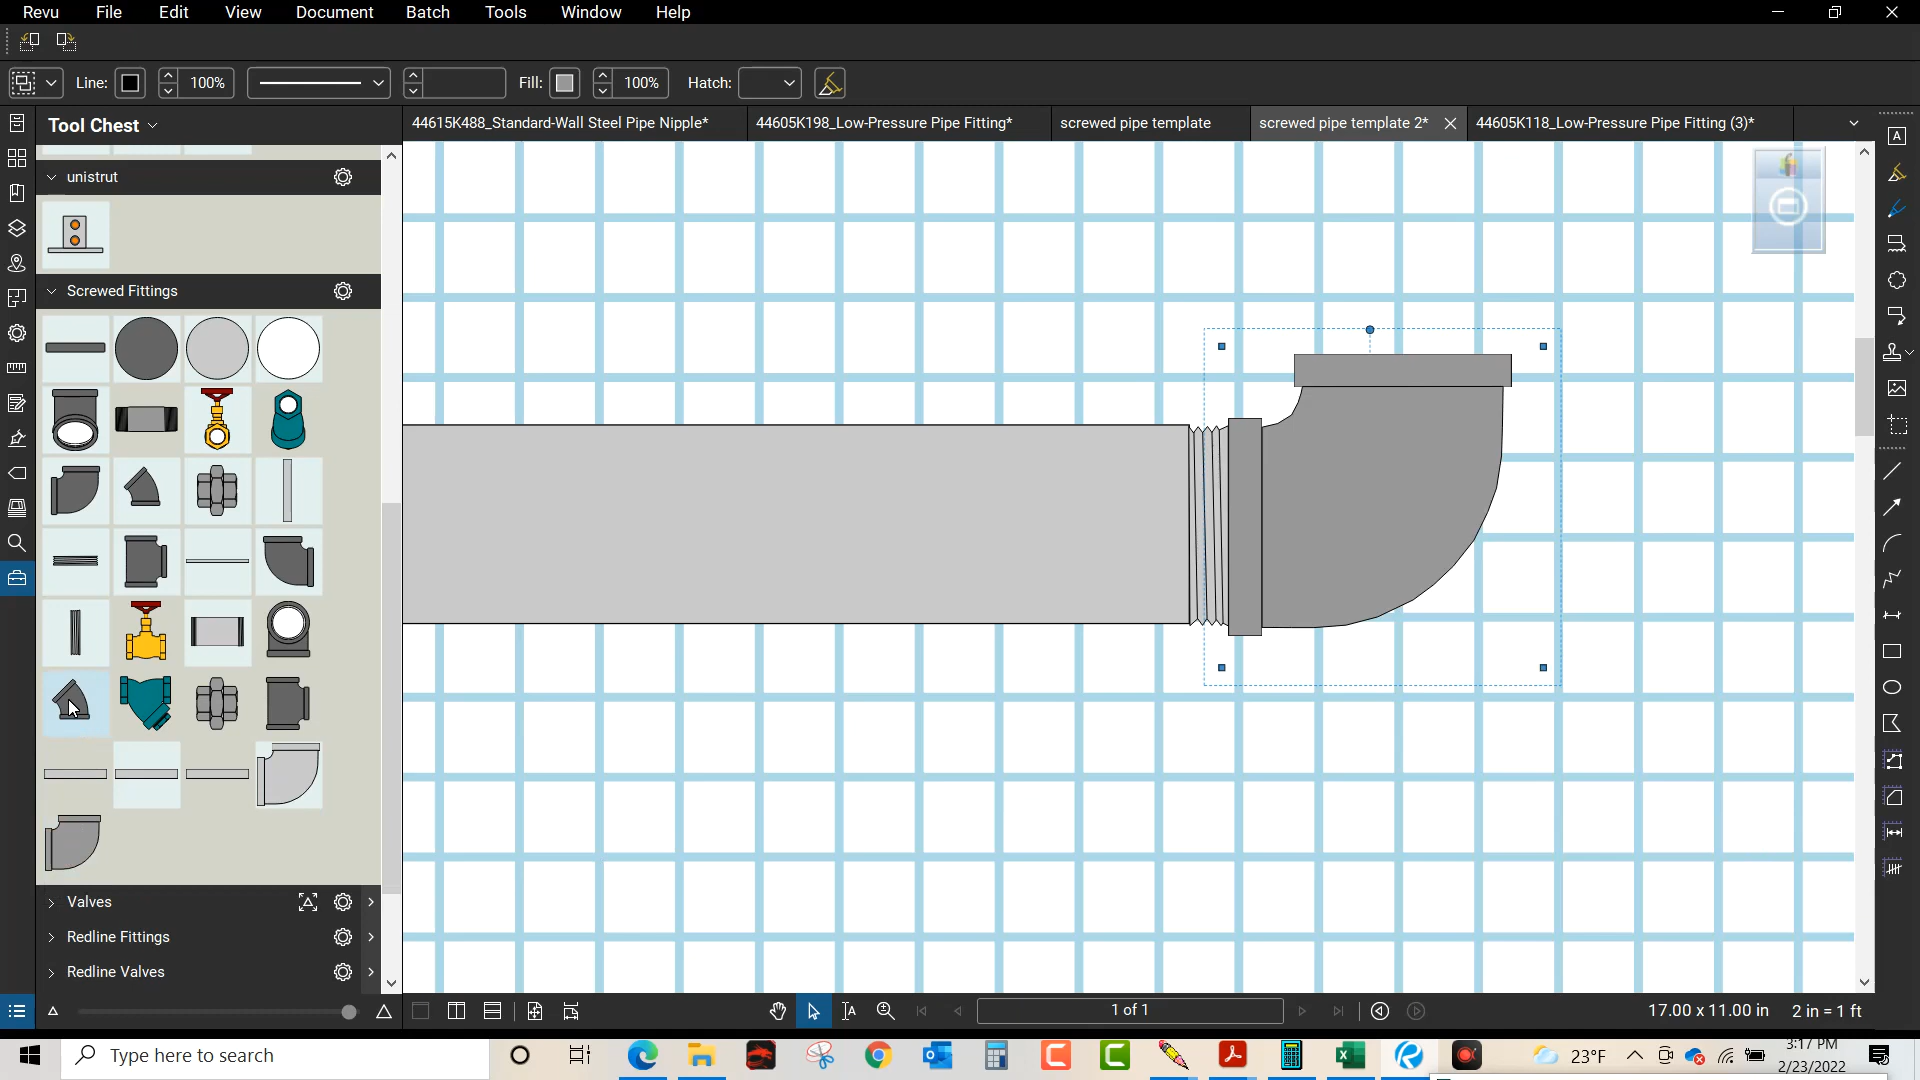 Revu File Edit View Document Batch Tools Window Help
Line: 100% Fill: 100% Hatch:
Tool Chest
44615K488_Standard-Wall Steel Pipe Nipple* 44605K198_Low-Pressure Pipe Fitting* screwed pipe template screwed pipe template 2* 44605K118_Low-Pressure Pipe Fitting (3)*
unistrut
Screwed Fittings
Valves
Redline Fittings
Redline Valves
1 of 1 17.00 x 11.00 in 2 in = 1 ft
Type here to search
23°F
3:17 PM
2/23/2022